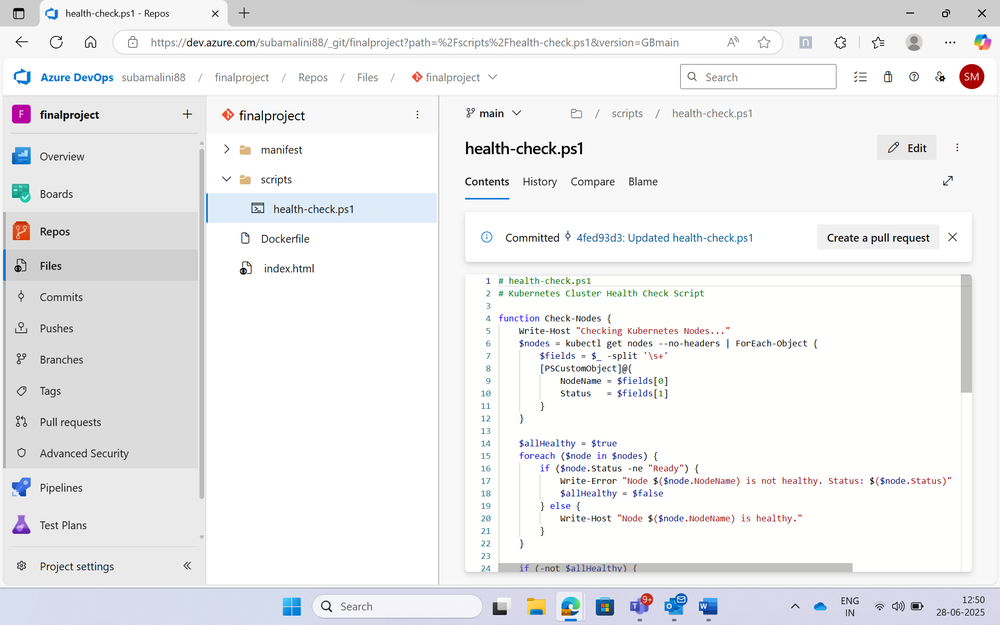 health-check.ps1 - Repos
https://dev.azure.com/subamalini88/_git/finalproject?path=%2Fscripts%2Fhealth-check.ps1&version=GBmain
Azure DevOps subamalini88 / finalproject / Repos / Files / finalproject
Search
SM
F finalproject
Overview
Boards
Repos
Files
Commits
Pushes
Branches
Tags
Pull requests
Advanced Security
Pipelines
Test Plans
Project settings
finalproject
manifest
scripts
health-check.ps1
Dockerfile
index.html
main / scripts / health-check.ps1
health-check.ps1
Edit
Contents History Compare Blame
Committed 4fed93d3: Updated health-check.ps1
Create a pull request
1 # health-check.ps1
2 # Kubernetes Cluster Health Check Script
3
4 function Check-Nodes {
5 Write-Host "Checking Kubernetes Nodes..."
6 $nodes = kubectl get nodes --no-headers | ForEach-Object {
7 $fields = $_ -split '\s+'
8 [PSCustomObject]@{
9 NodeName = $fields[0]
10 Status = $fields[1]
11 }
12 }
13
14 $allHealthy = $true
15 foreach ($node in $nodes) {
16 if ($node.Status -ne "Ready") {
17 Write-Error "Node $($node.NodeName) is not healthy. Status: $($node.Status)"
18 $allHealthy = $false
19 } else {
20 Write-Host "Node $($node.NodeName) is healthy."
21 }
22 }
23
24 if (-not $allHealthy) {
Search
9+
ENG
IN
12:50
28-06-2025